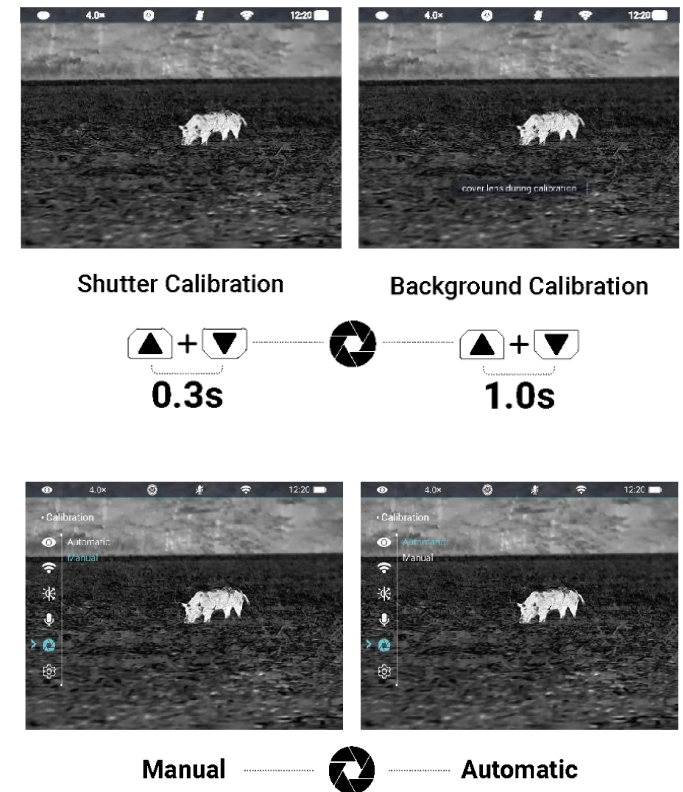 4.0× 12:20
4.0× 12:20
cover lens during calibration
Shutter Calibration
Background Calibration
+
+
0.3s
1.0s
4.0× 12:20
4.0× 12:20
• Calibration
Automatic
Manual
• Calibration
Automatic
Manual
Manual
Automatic